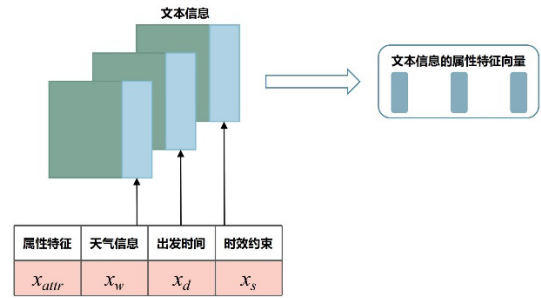 文本信息
文本信息的属性特征向量
属性特征 天气信息 出发时间 时效约束
x_attr x_w x_d x_s